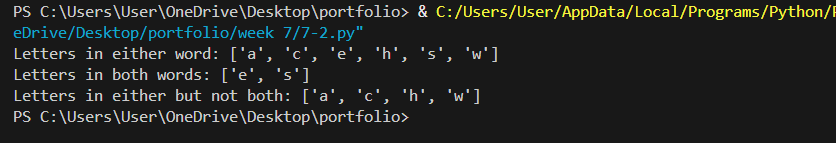 PS C:\Users\User\OneDrive\Desktop\portfolio> & C:/Users/User/AppData/Local/Programs/Python/
eDrive/Desktop/portfolio/week 7/7-2.py"
Letters in either word: ['a', 'c', 'e', 'h', 's', 'w']
Letters in both words: ['e', 's']
Letters in either but not both: ['a', 'c', 'h', 'w']
PS C:\Users\User\OneDrive\Desktop\portfolio>